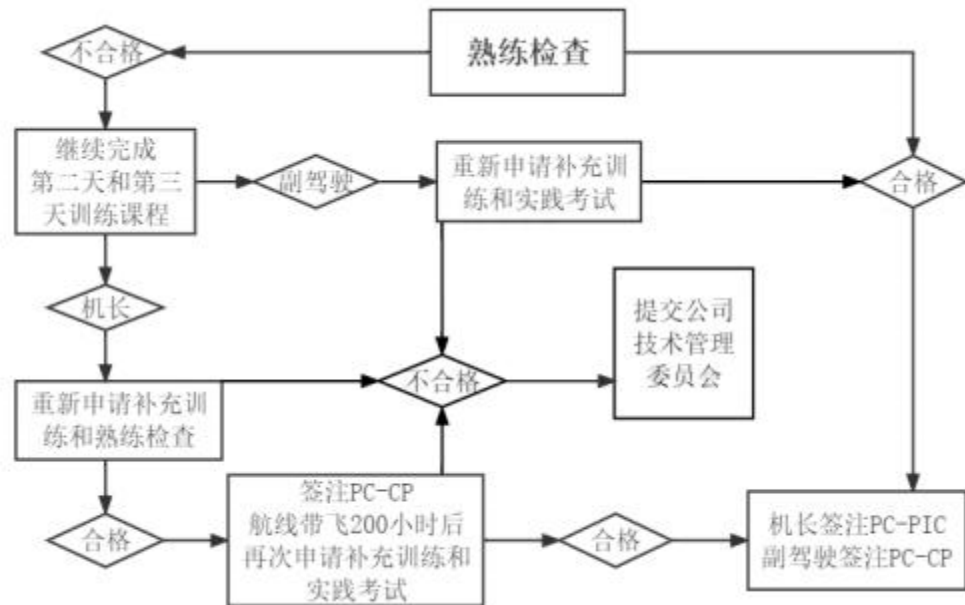 熟练检查
不合格
继续完成
第二天和第三
天训练课程
副驾驶
重新申请补充训
练和实践考试
合格
机长
提交公司
技术管理
委员会
不合格
重新申请补充训
练和熟练检查
合格
签注PC-CP
航线带飞200小时后
再次申请补充训练和
实践考试
合格
机长签注PC-PIC
副驾驶签注PC-CP